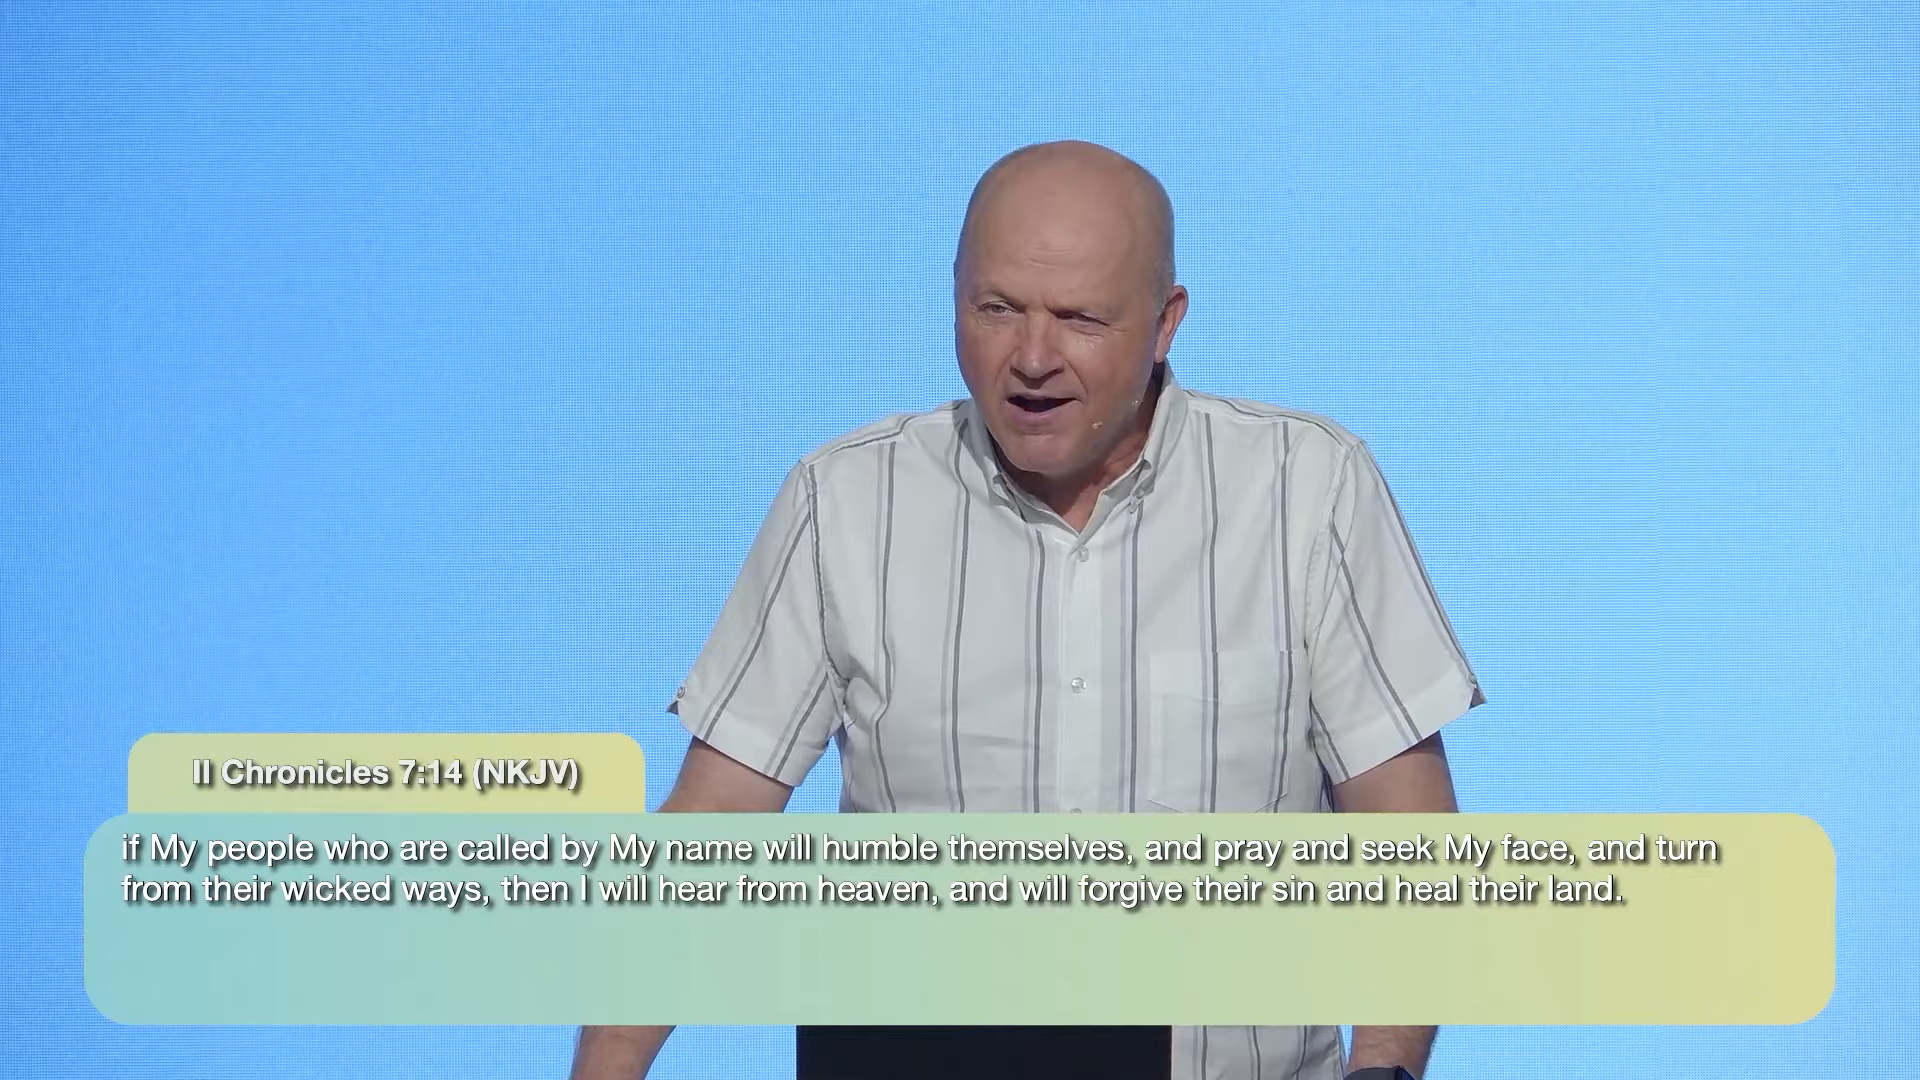 II Chronicles 7:14 (NKJV)
if My people who are called by My name will humble themselves, and pray and seek My face, and turn
from their wicked ways, then I will hear from heaven, and will forgive their sin and heal their land.